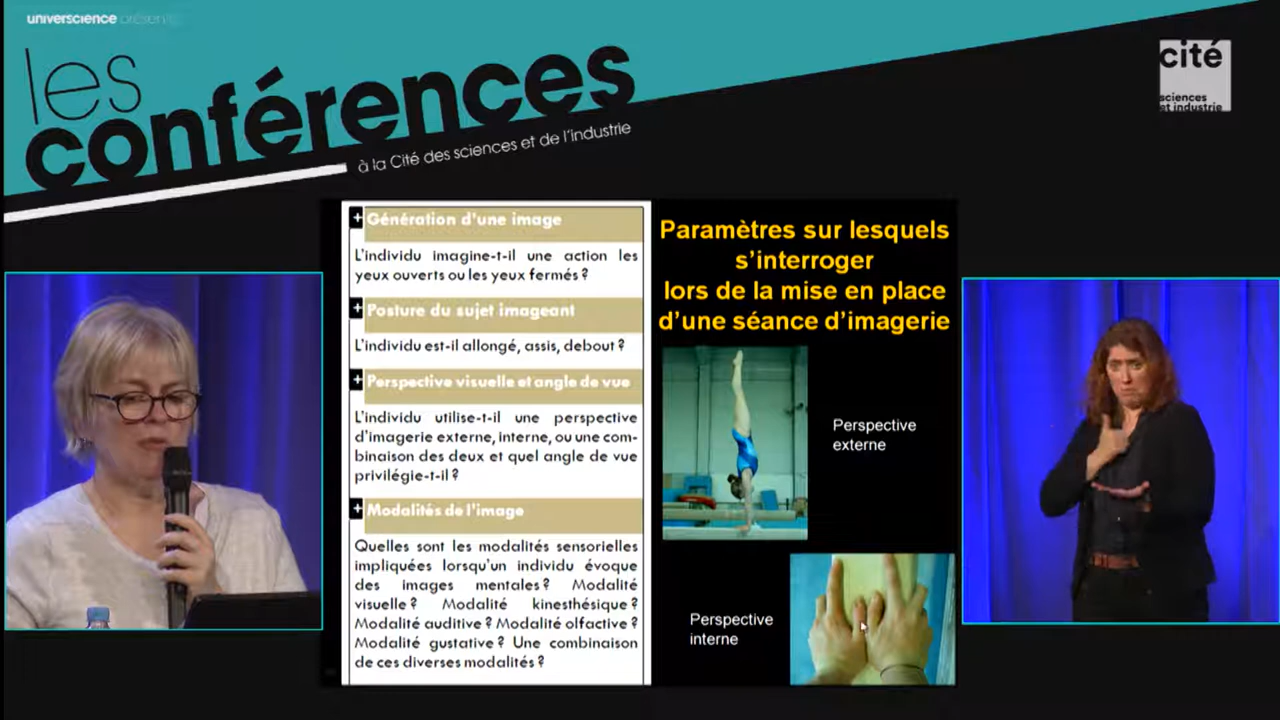 universcience présente
les
conférences
à la Cité des sciences et de l'industrie
cité
sciences
et industrie
+ Génération d'une image
L'individu imagine-t-il une action les
yeux ouverts ou les yeux fermés ?
+ Posture du sujet imageant
L'individu est-il allongé, assis, debout ?
+ Perspective visuelle et angle de vue
L'individu utilise-t-il une perspective
d'imagerie externe, interne, ou une com-
binaison des deux et quel angle de vue
privilégie-t-il ?
+ Modalités de l'image
Quelles sont les modalités sensorielles
impliquées lorsqu'un individu évoque
des images mentales ? Modalité
visuelle ? Modalité kinesthésique ?
Modalité auditive ? Modalité olfactive ?
Modalité gustative ? Une combinaison
de ces diverses modalités ?
Paramètres sur lesquels
s'interroger
lors de la mise en place
d'une séance d'imagerie
Perspective
externe
Perspective
interne